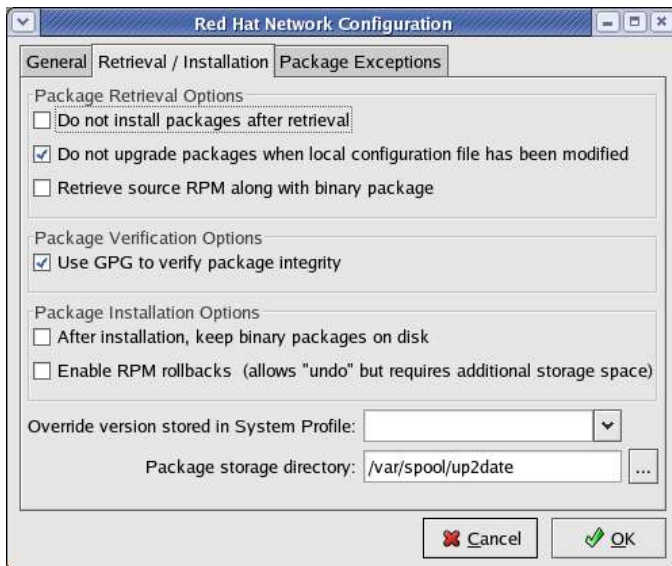 Red Hat Network Configuration
General Retrieval / Installation Package Exceptions
Package Retrieval Options
Do not install packages after retrieval
Do not upgrade packages when local configuration file has been modified
Retrieve source RPM along with binary package
Package Verification Options
Use GPG to verify package integrity
Package Installation Options
After installation, keep binary packages on disk
Enable RPM rollbacks (allows "undo" but requires additional storage space)
Override version stored in System Profile:
Package storage directory: /var/spool/up2date ...
Cancel OK